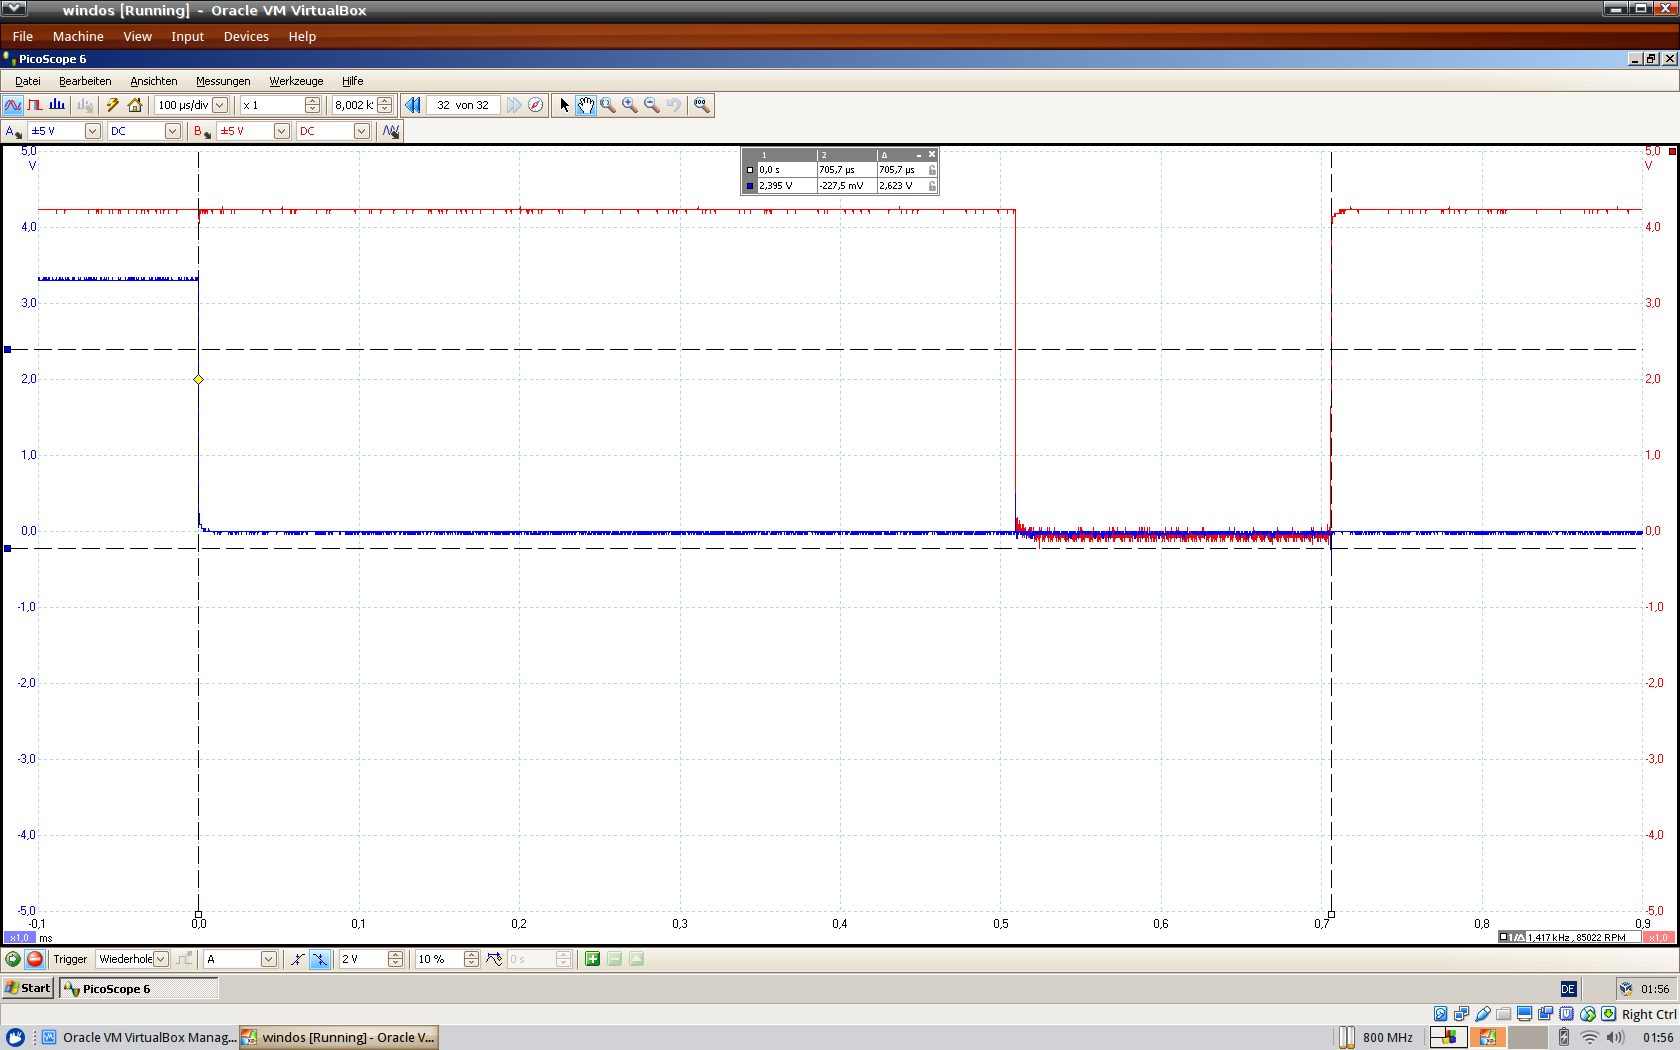 windos [Running] - Oracle VM VirtualBox
File Machine View Input Devices Help
PicoScope 6
Datei Bearbeiten Ansichten Messungen Werkzeuge Hilfe
100 µs/div x 1 8,002 k 32 von 32
A ±5 V DC B ±5 V DC
1 2 Δ
0,0 s 705,7 µs 705,7 µs
2,395 V -227,5 mV 2,623 V
5,0 5,0
V V
4,0 4,0
3,0 3,0
2,0 2,0
1,0 1,0
0,0 0,0
-1,0 -1,0
-2,0 -2,0
-3,0 -3,0
-4,0 -4,0
-5,0 -5,0
-0,1 0,0 0,1 0,2 0,3 0,4 0,5 0,6 0,7 0,8 0,9
x1,0 ms 1/Δ 1,417 kHz, 85022 RPM x1,0
Trigger Wiederhole A 2 V 10 % 0 s
Start PicoScope 6 DE 01:56
Right Ctrl
Oracle VM VirtualBox Manag... windos [Running] - Oracle V... 800 MHz 01:56